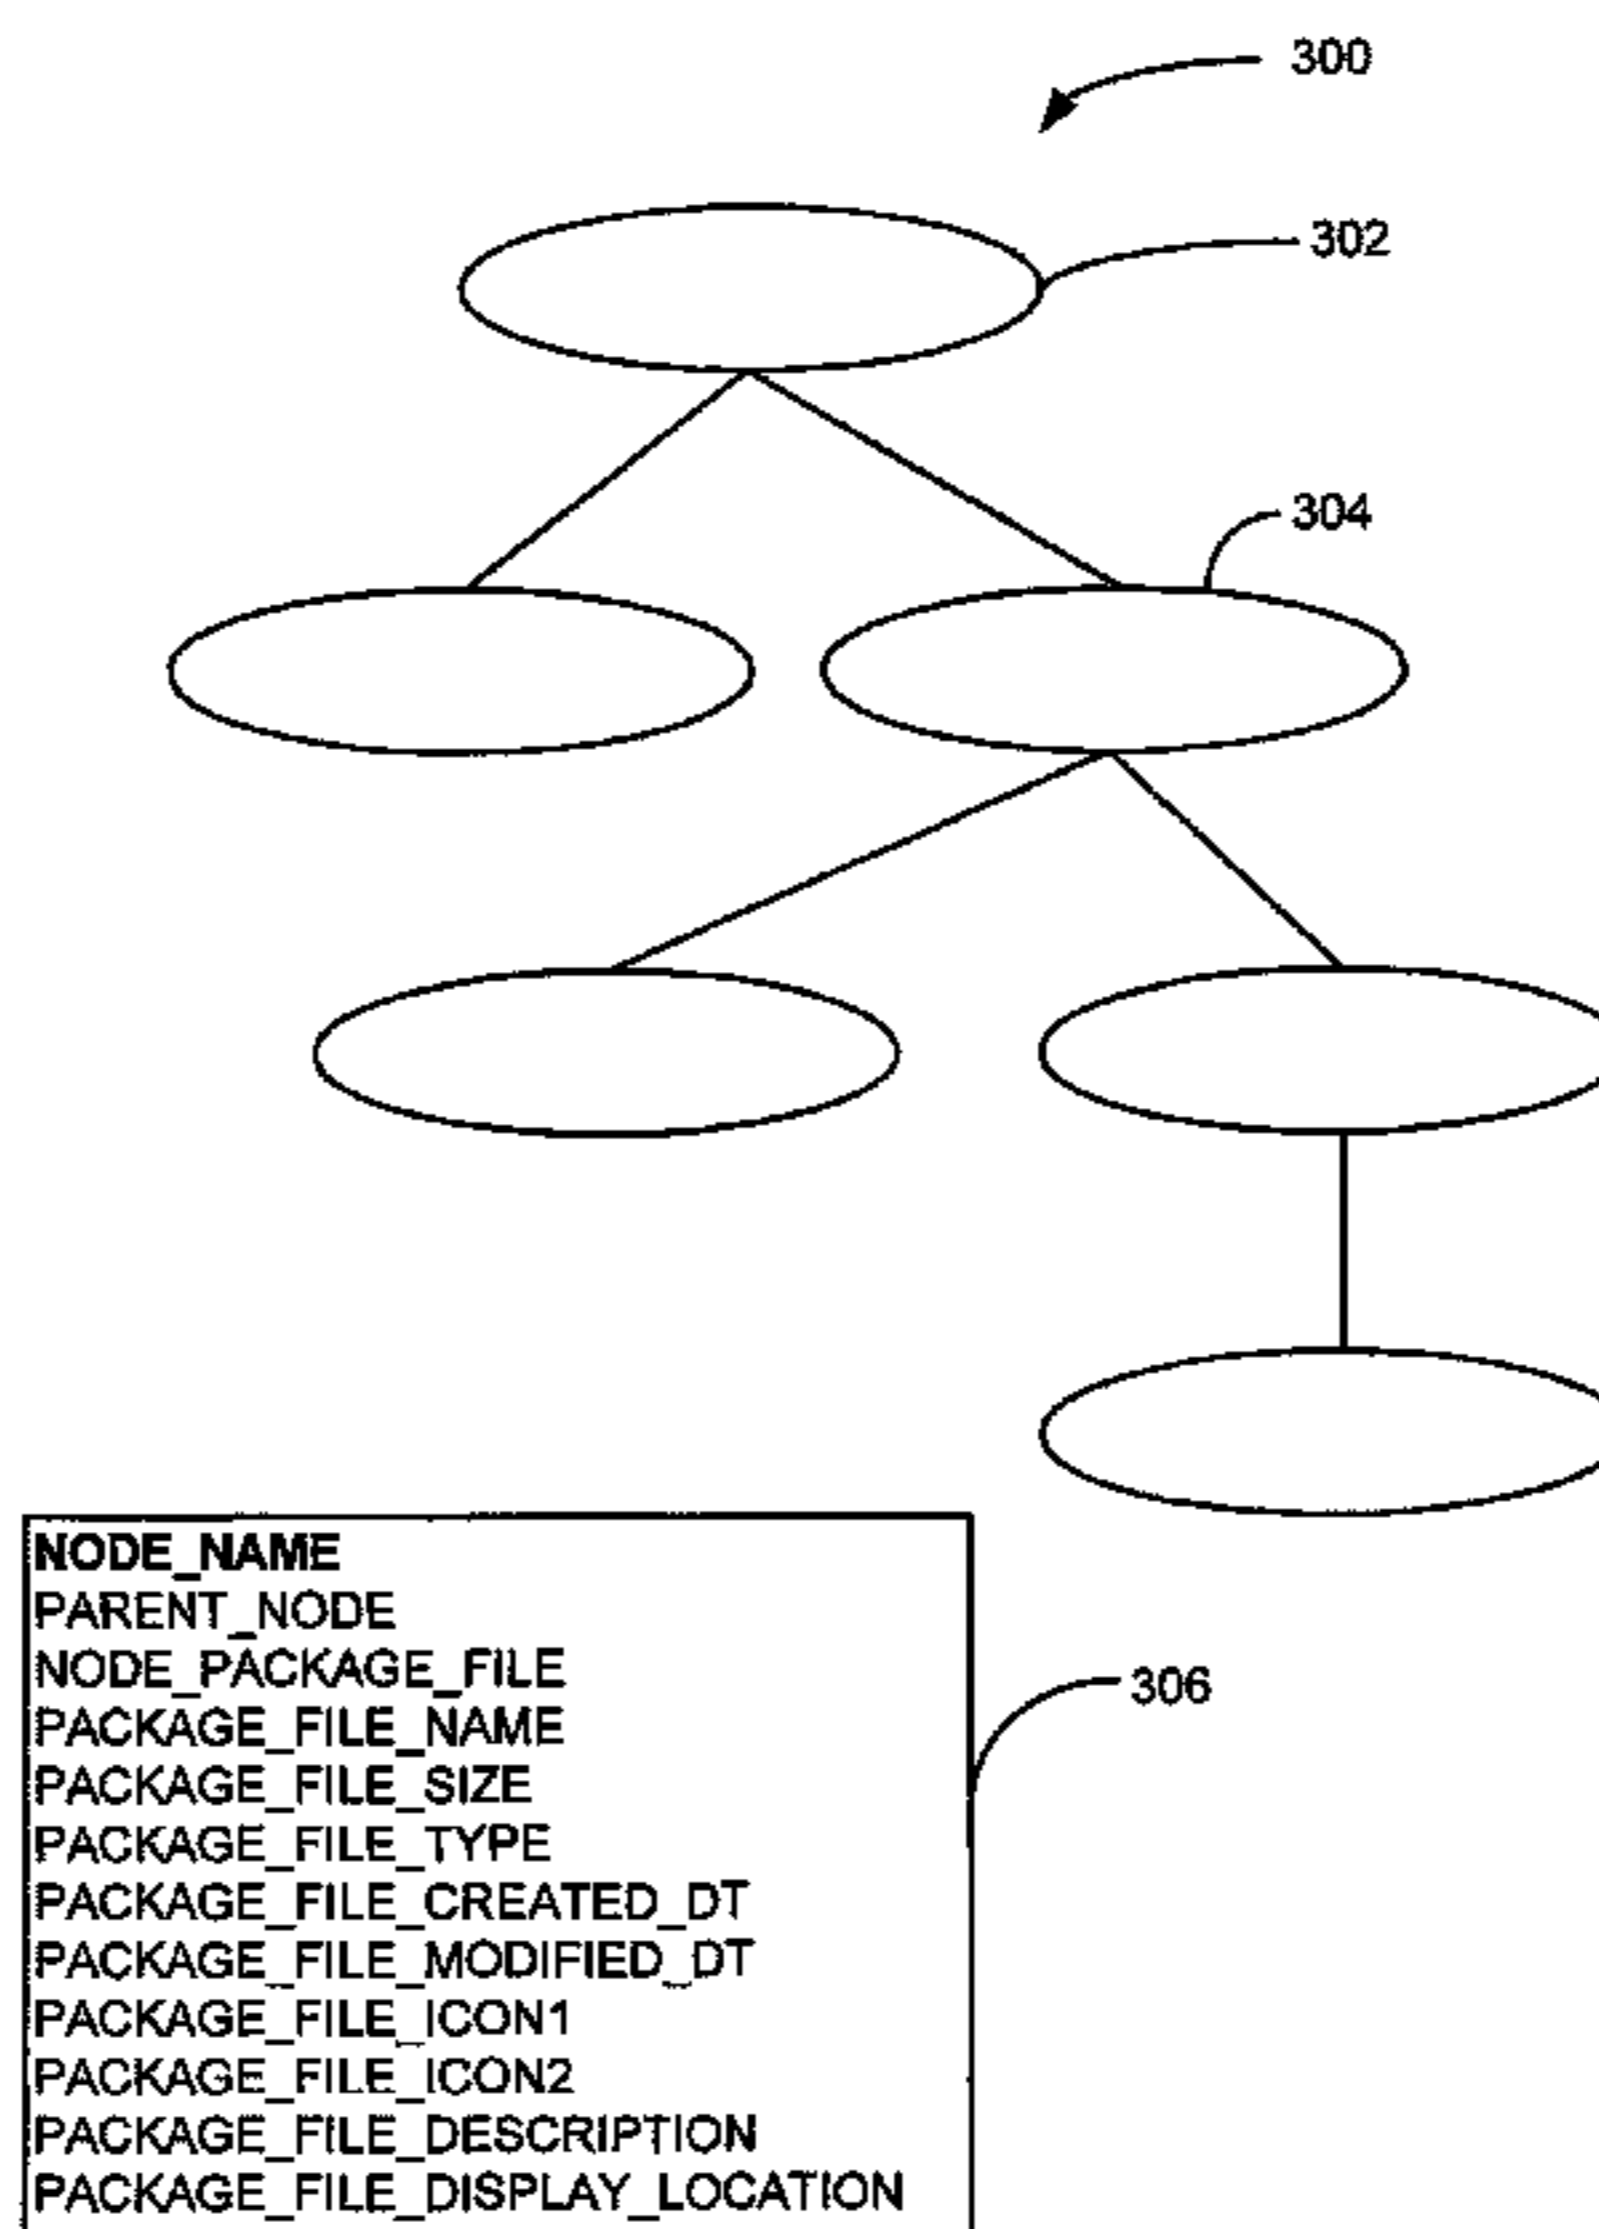 300
302
304
NODE_NAME
PARENT_NODE
NODE_PACKAGE_FILE
306
PACKAGE_FILE_NAME
PACKAGE_FILE_SIZE
PACKAGE_FILE_TYPE
PACKAGE_FILE_CREATED_DT
PACKAGE_FILE_MODIFIED_DT
PACKAGE_FILE_ICON1
PACKAGE_FILE_ICON2
PACKAGE_FILE_DESCRIPTION
PACKAGE_FILE_DISPLAY_LOCATION